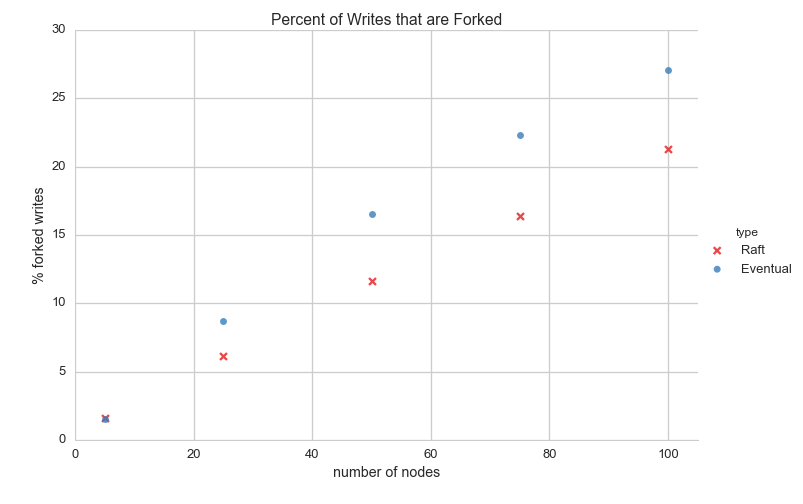 Percent of Writes that are Forked
30
25
20
15
10
5
0
% forked writes
0 20 40 60 80 100
number of nodes
type
Raft
Eventual